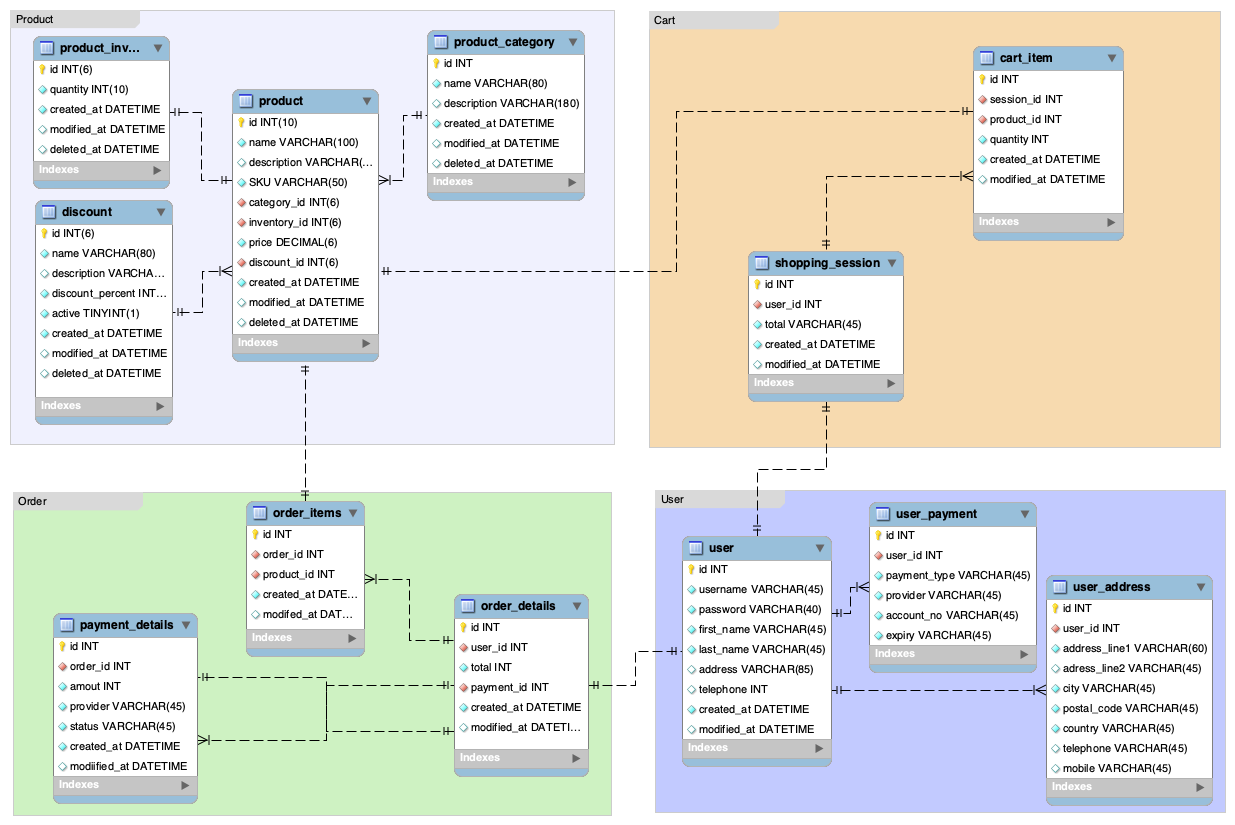 Product
product_inv...
id INT(6)
quantity INT(10)
created_at DATETIME
modified_at DATETIME
deleted_at DATETIME
Indexes
discount
id INT(6)
name VARCHAR(80)
description VARCHA...
discount_percent INT...
active TINYINT(1)
created_at DATETIME
modified_at DATETIME
deleted_at DATETIME
Indexes
product
id INT(10)
name VARCHAR(100)
description VARCHAR(...
SKU VARCHAR(50)
category_id INT(6)
inventory_id INT(6)
price DECIMAL(6)
discount_id INT(6)
created_at DATETIME
modified_at DATETIME
deleted_at DATETIME
Indexes
product_category
id INT
name VARCHAR(80)
description VARCHAR(180)
created_at DATETIME
modified_at DATETIME
deleted_at DATETIME
Indexes
Cart
cart_item
id INT
session_id INT
product_id INT
quantity INT
created_at DATETIME
modified_at DATETIME
Indexes
shopping_session
id INT
user_id INT
total VARCHAR(45)
created_at DATETIME
modified_at DATETIME
Indexes
Order
order_items
id INT
order_id INT
product_id INT
created_at DATE...
modifed_at DAT...
Indexes
payment_details
id INT
order_id INT
amout INT
provider VARCHAR(45)
status VARCHAR(45)
created_at DATETIME
modiified_at DATETIME
Indexes
order_details
id INT
user_id INT
total INT
payment_id INT
created_at DATETIME
modified_at DATETI...
Indexes
User
user
id INT
username VARCHAR(45)
password VARCHAR(40)
first_name VARCHAR(45)
last_name VARCHAR(45)
address VARCHAR(85)
telephone INT
created_at DATETIME
modified_at DATETIME
Indexes
user_payment
id INT
user_id INT
payment_type VARCHAR(45)
provider VARCHAR(45)
account_no VARCHAR(45)
expiry VARCHAR(45)
Indexes
user_address
id INT
user_id INT
address_line1 VARCHAR(60)
adress_line2 VARCHAR(45)
city VARCHAR(45)
postal_code VARCHAR(45)
country VARCHAR(45)
telephone VARCHAR(45)
mobile VARCHAR(45)
Indexes